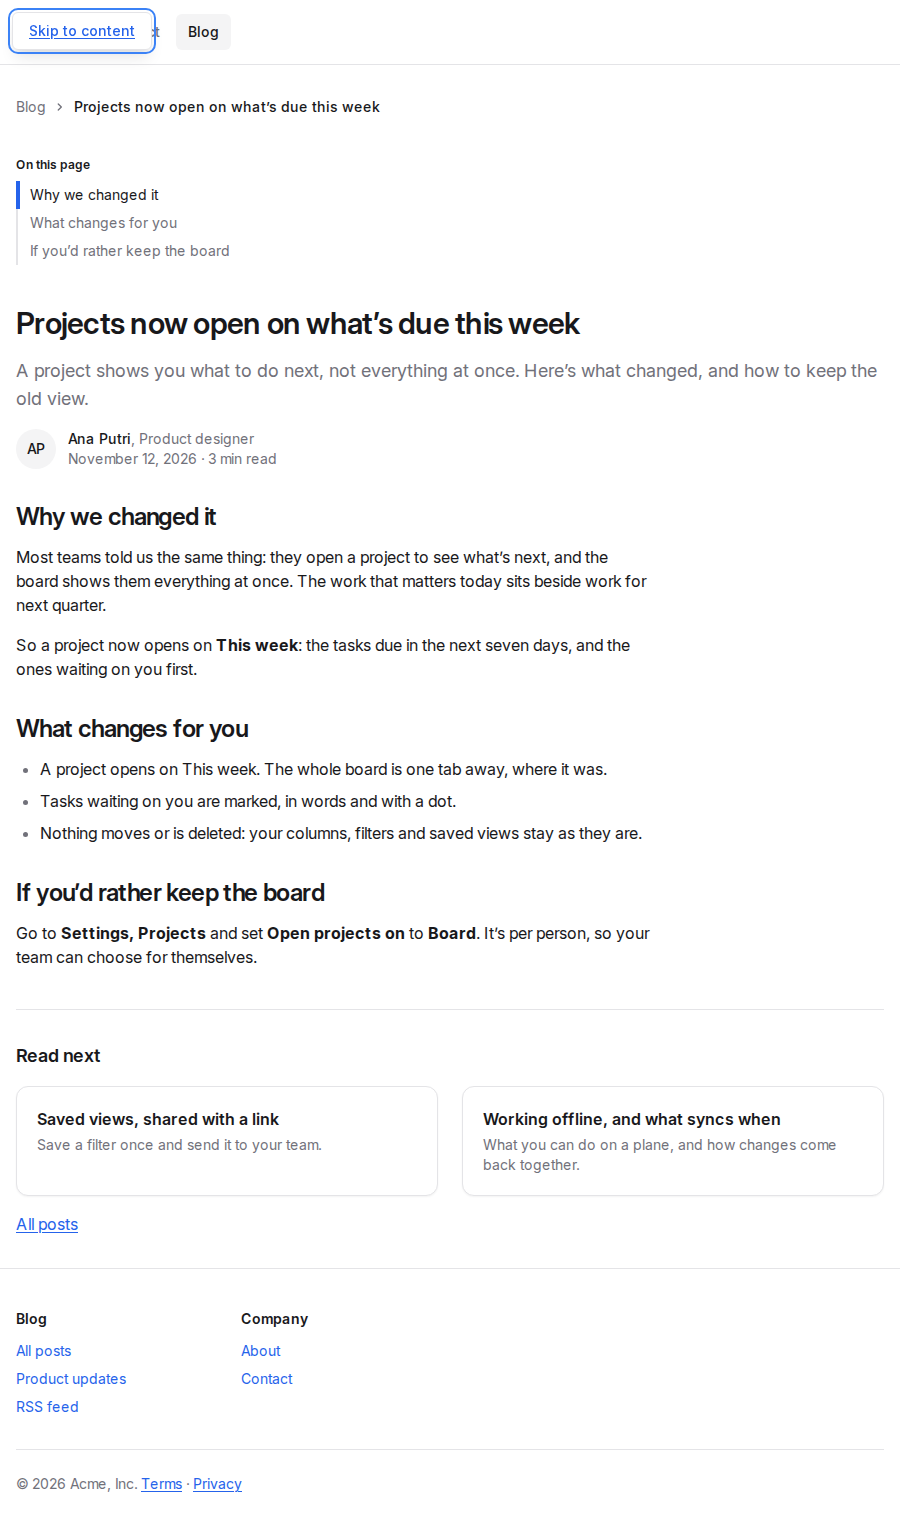 Skip to content
Blog
Blog
Projects now open on what’s due this week
On this page
Why we changed it
What changes for you
If you’d rather keep the board
Projects now open on what’s due this week
A project shows you what to do next, not everything at once. Here’s what changed, and how to keep the
old view.
AP
Ana Putri, Product designer
November 12, 2026 · 3 min read
Why we changed it
Most teams told us the same thing: they open a project to see what’s next, and the
board shows them everything at once. The work that matters today sits beside work for
next quarter.
So a project now opens on This week: the tasks due in the next seven days, and the
ones waiting on you first.
What changes for you
A project opens on This week. The whole board is one tab away, where it was.
Tasks waiting on you are marked, in words and with a dot.
Nothing moves or is deleted: your columns, filters and saved views stay as they are.
If you’d rather keep the board
Go to Settings, Projects and set Open projects on to Board. It’s per person, so your
team can choose for themselves.
Read next
Saved views, shared with a link
Save a filter once and send it to your team.
Working offline, and what syncs when
What you can do on a plane, and how changes come
back together.
All posts
Blog
All posts
Product updates
RSS feed
Company
About
Contact
© 2026 Acme, Inc. Terms · Privacy